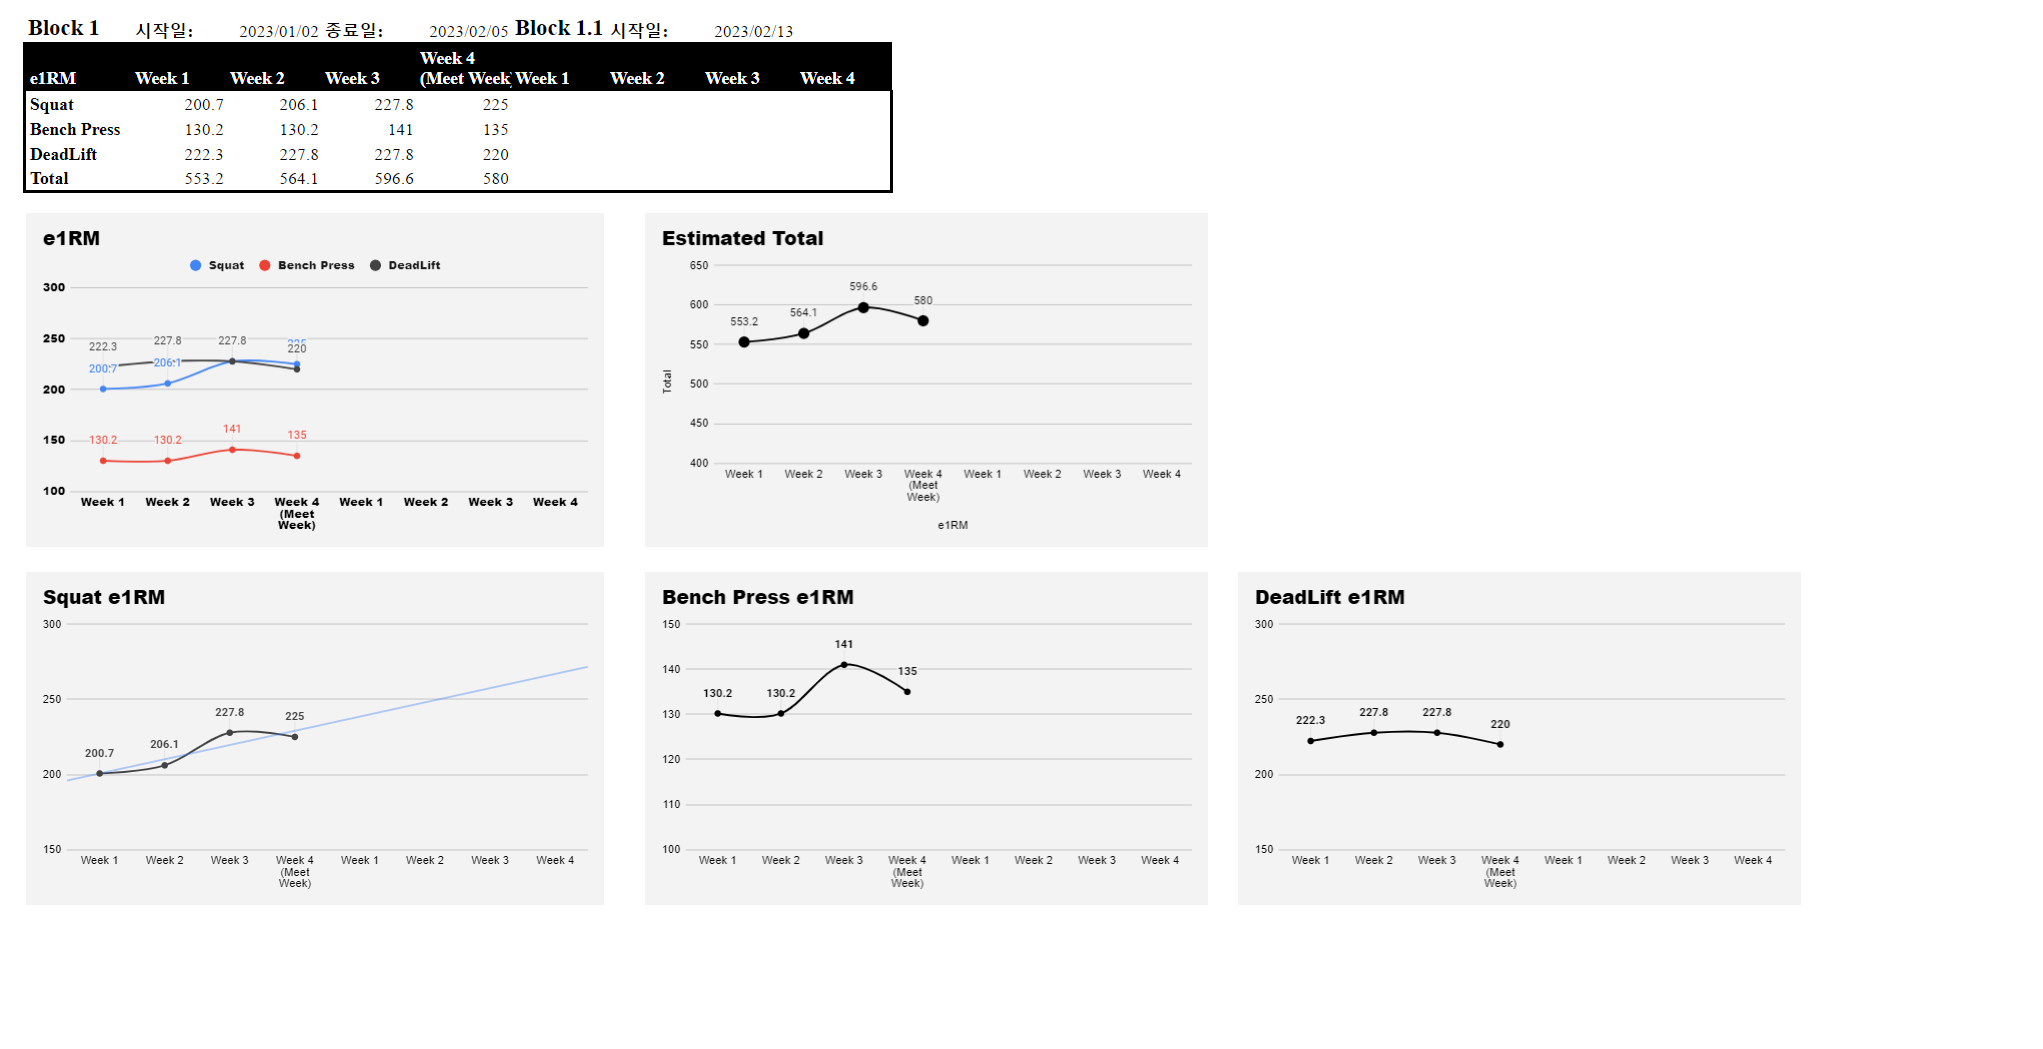 Block 1 시작일: 2023/01/02 종료일: 2023/02/05 Block 1.1 시작일: 2023/02/13
e1RM Week 1 Week 2 Week 3 Week 4 (Meet Week) Week 1 Week 2 Week 3 Week 4
Squat 200.7 206.1 227.8 225
Bench Press 130.2 130.2 141 135
DeadLift 222.3 227.8 227.8 220
Total 553.2 564.1 596.6 580
e1RM
Squat Bench Press DeadLift
300
250
200
150
100
222.3 227.8 227.8 220
200.7 206.1 225
130.2 130.2 141 135
Week 1 Week 2 Week 3 Week 4 Week 1 Week 2 Week 3 Week 4
(Meet
Week)
Estimated Total
Total
650
600
550
500
450
400
553.2 564.1 596.6 580
Week 1 Week 2 Week 3 Week 4 Week 1 Week 2 Week 3 Week 4
(Meet
Week)
e1RM
Squat e1RM
300
250
200
150
200.7 206.1 227.8 225
Week 1 Week 2 Week 3 Week 4 Week 1 Week 2 Week 3 Week 4
(Meet
Week)
Bench Press e1RM
150
140
130
120
110
100
130.2 130.2 141 135
Week 1 Week 2 Week 3 Week 4 Week 1 Week 2 Week 3 Week 4
(Meet
Week)
DeadLift e1RM
300
250
200
150
222.3 227.8 227.8 220
Week 1 Week 2 Week 3 Week 4 Week 1 Week 2 Week 3 Week 4
(Meet
Week)